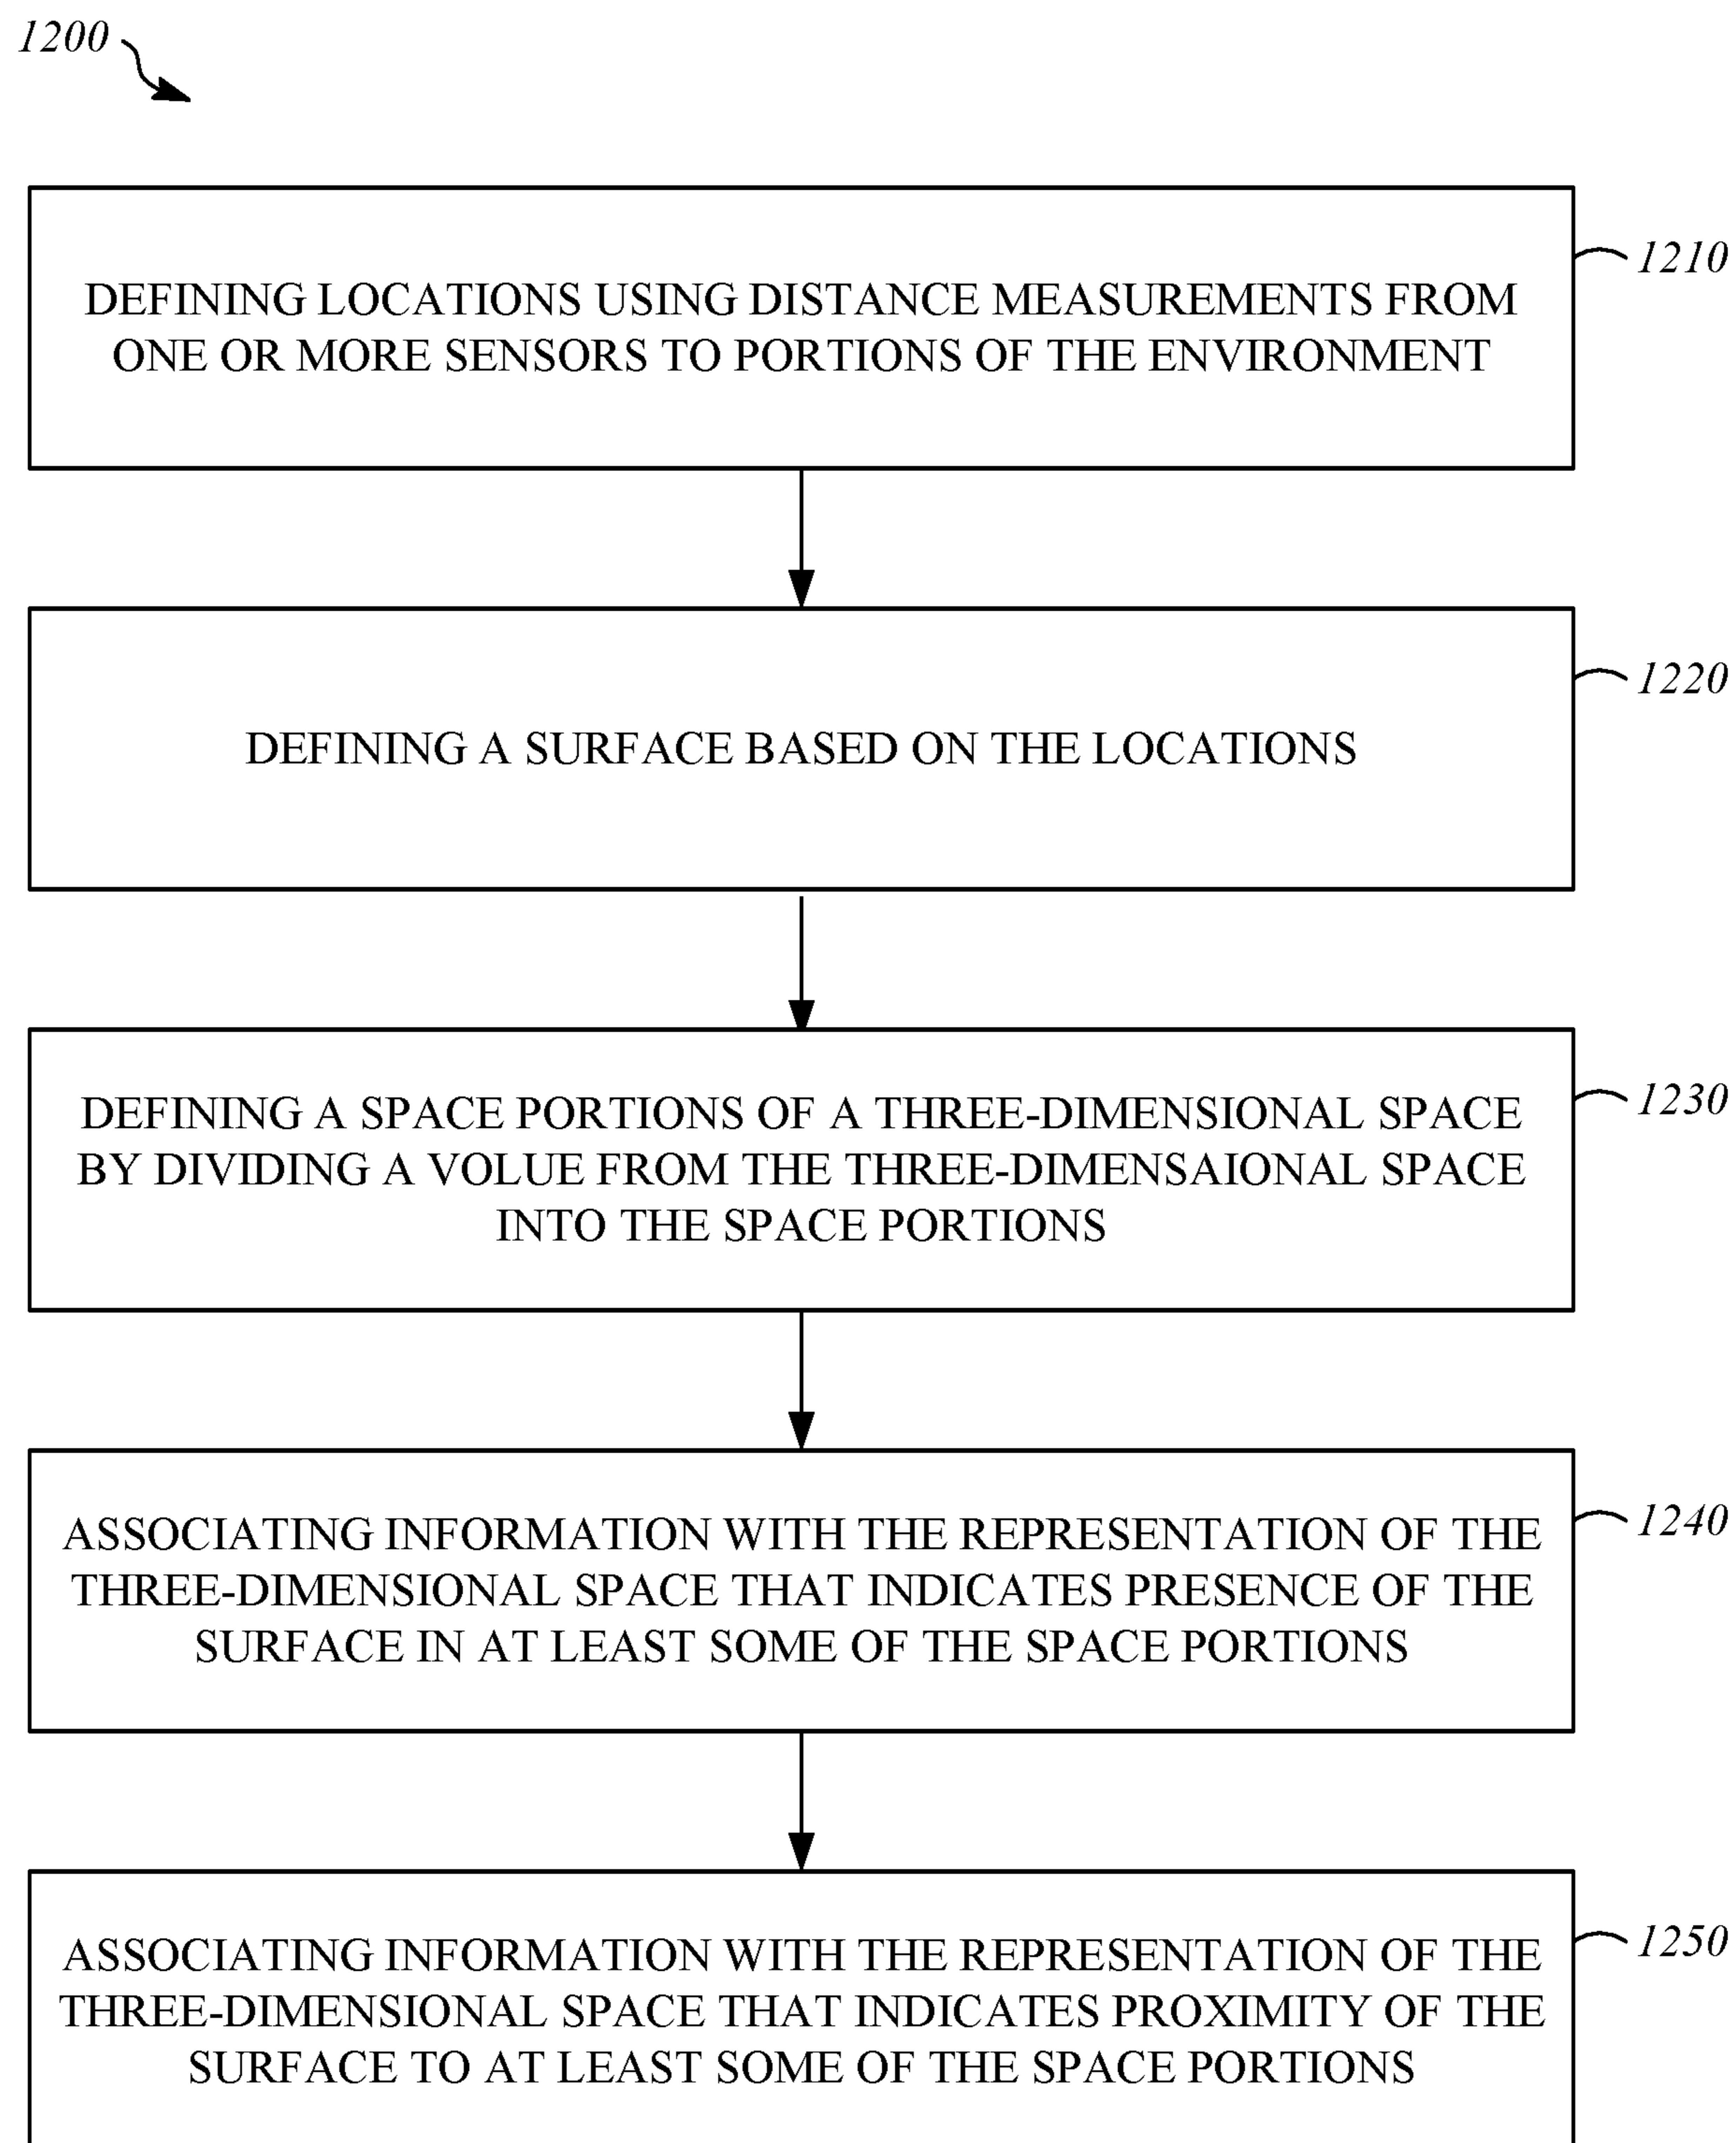 1200
DEFINING LOCATIONS USING DISTANCE MEASUREMENTS FROM
ONE OR MORE SENSORS TO PORTIONS OF THE ENVIRONMENT
1210
DEFINING A SURFACE BASED ON THE LOCATIONS
1220
DEFINING A SPACE PORTIONS OF A THREE-DIMENSIONAL SPACE
BY DIVIDING A VOLUE FROM THE THREE-DIMENSAIONAL SPACE
INTO THE SPACE PORTIONS
1230
ASSOCIATING INFORMATION WITH THE REPRESENTATION OF THE
THREE-DIMENSIONAL SPACE THAT INDICATES PRESENCE OF THE
SURFACE IN AT LEAST SOME OF THE SPACE PORTIONS
1240
ASSOCIATING INFORMATION WITH THE REPRESENTATION OF THE
THREE-DIMENSIONAL SPACE THAT INDICATES PROXIMITY OF THE
SURFACE TO AT LEAST SOME OF THE SPACE PORTIONS
1250